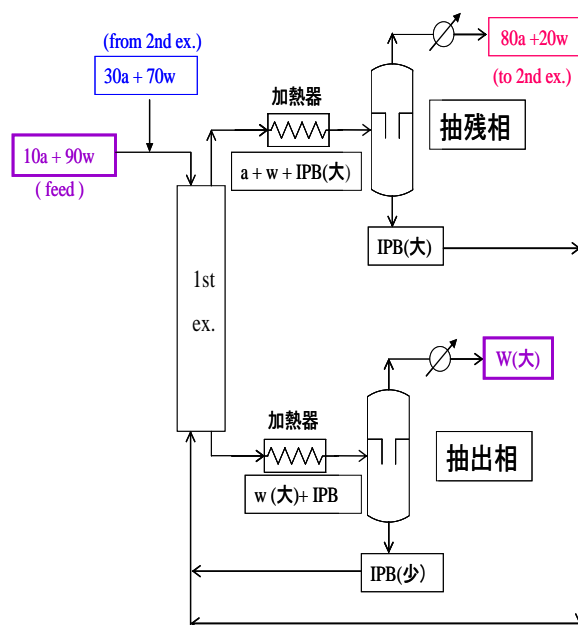 (from 2nd ex.)
30a + 70w
10a + 90w
( feed )
加熱器
a + w + IPB(大)
80a +20w
(to 2nd ex.)
抽残相
IPB(大)
1st
ex.
加熱器
w (大)+ IPB
W(大)
抽出相
IPB(少)